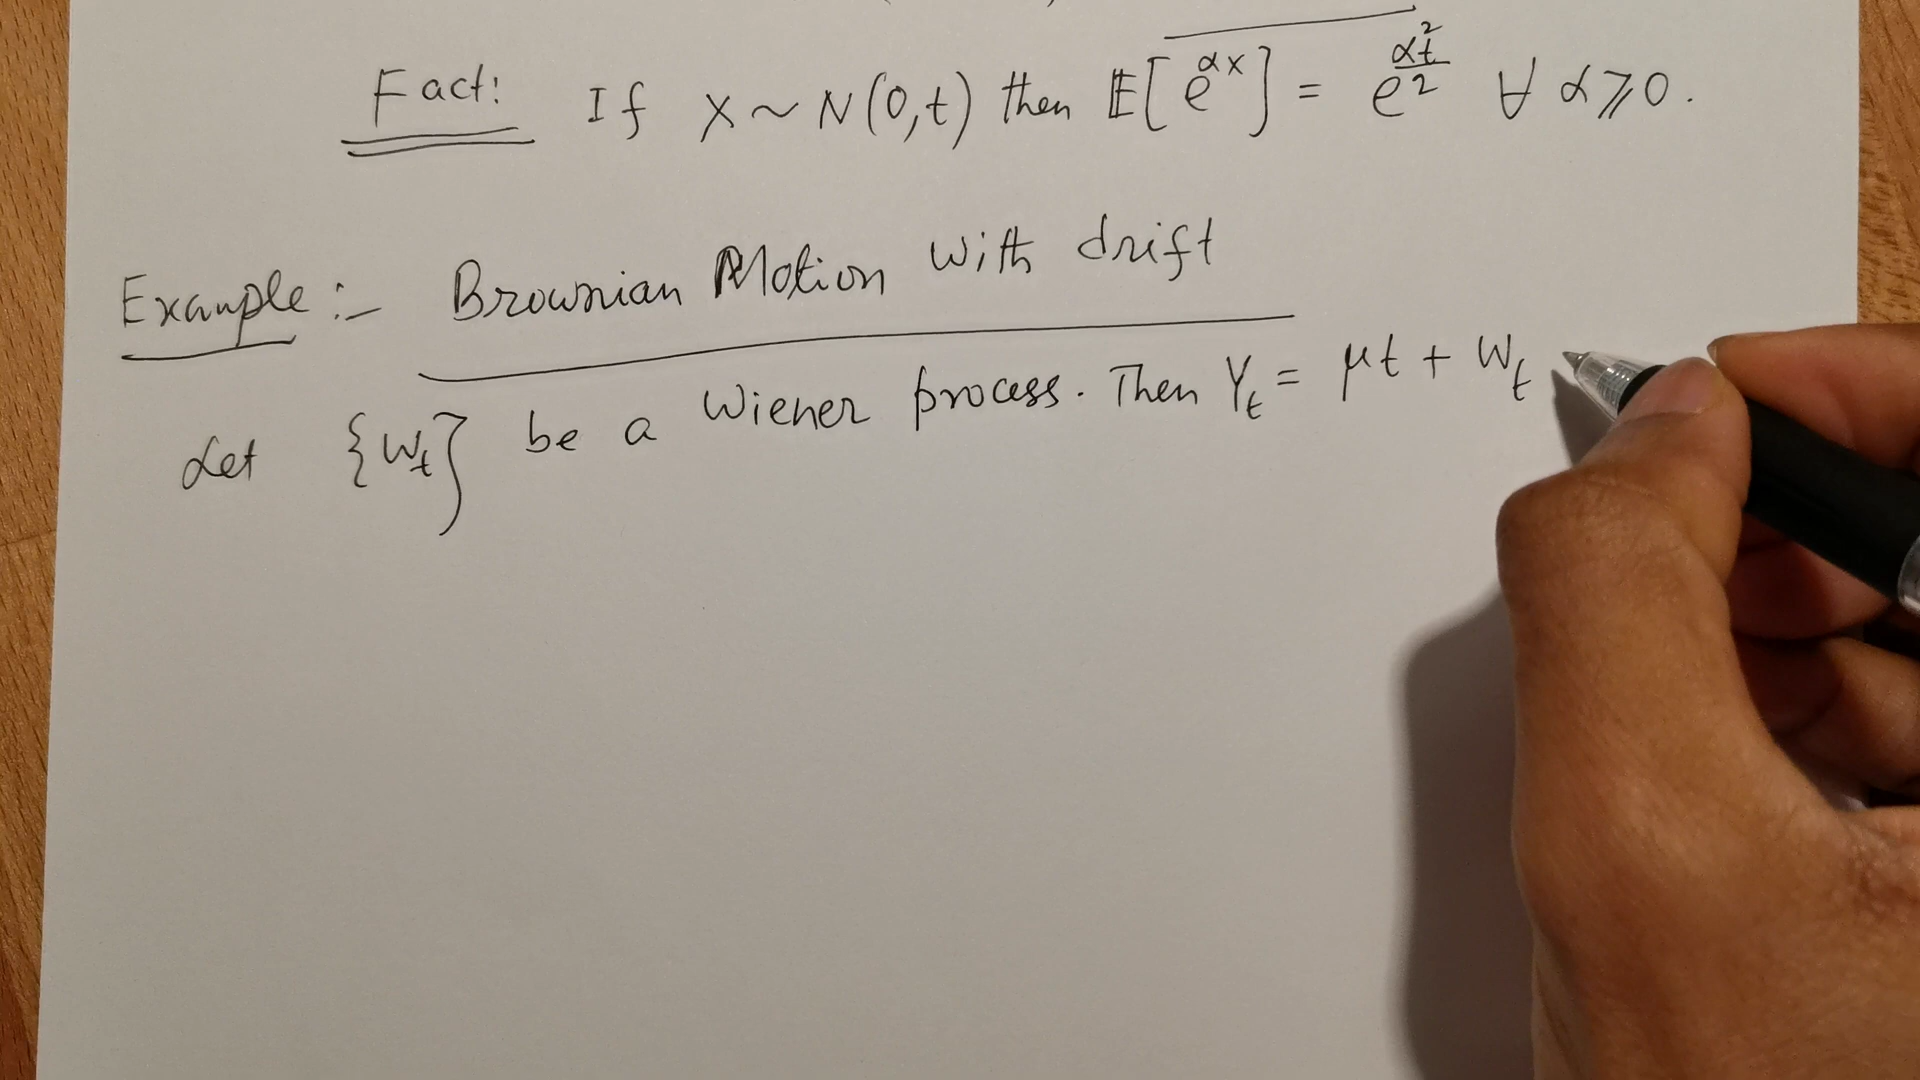 Fact: If X ~ N(0,t) then 𝔼[e^{αX}] = e^{α²t/2} ∀ α ⩾ 0.
Example :- Brownian Motion with drift
Let {W_t} be a Wiener process. Then Y_t = μt + W_t